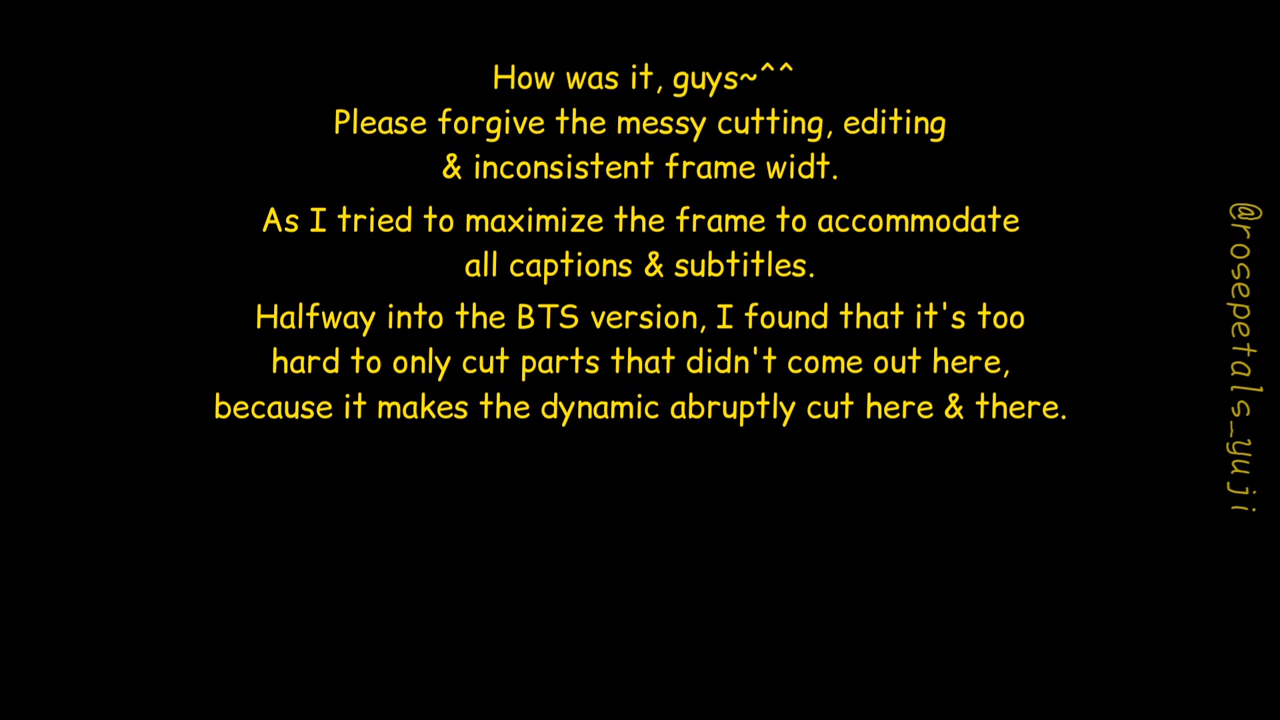 How was it, guys~^^
Please forgive the messy cutting, editing
& inconsistent frame widt.
As I tried to maximize the frame to accommodate
all captions & subtitles.
Halfway into the BTS version, I found that it's too
hard to only cut parts that didn't come out here,
because it makes the dynamic abruptly cut here & there.
@rosepetals_yuji